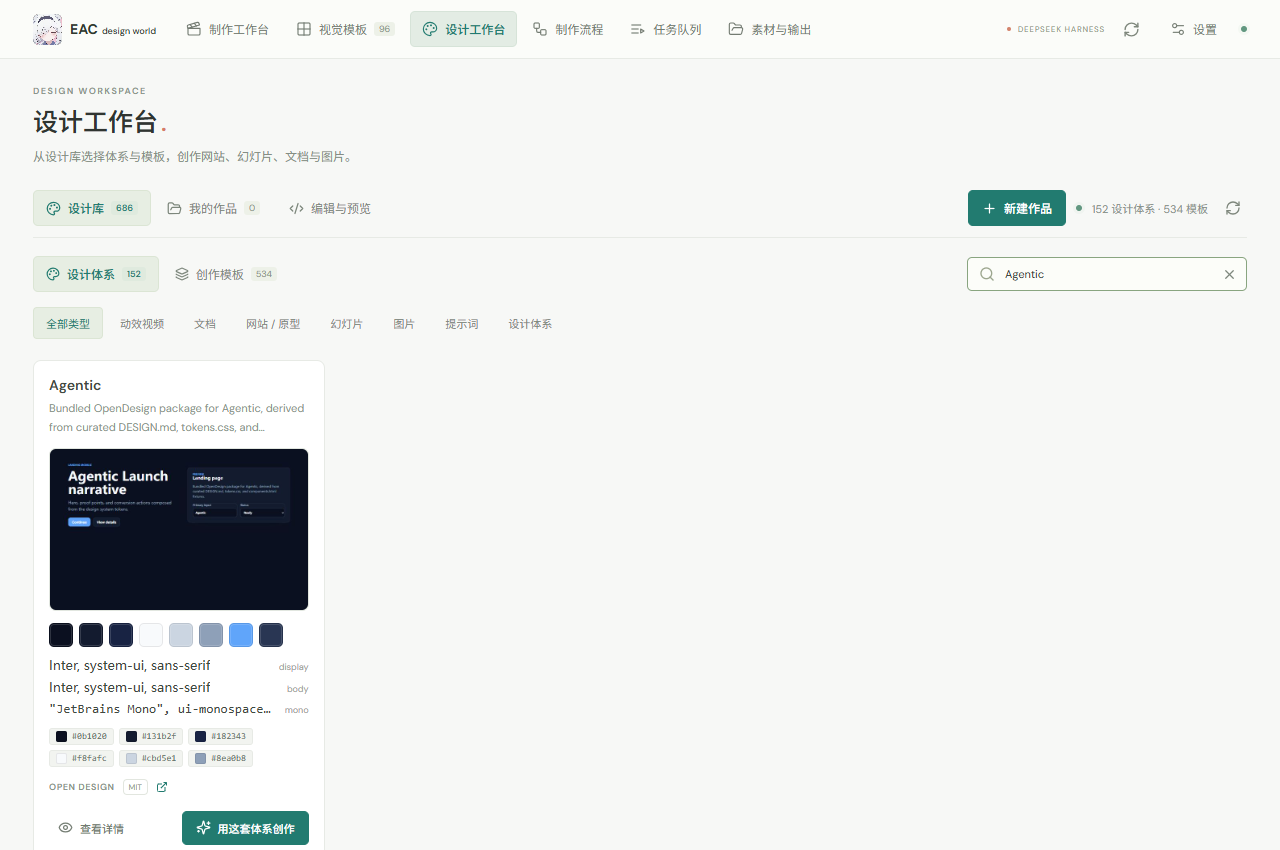 EAC design world
制作工作台
视觉模板 96
设计工作台
制作流程
任务队列
素材与输出
DEEPSEEK HARNESS
设置
DESIGN WORKSPACE
设计工作台.
从设计库选择体系与模板，创作网站、幻灯片、文档与图片。
设计库 686
我的作品 0
编辑与预览
新建作品
152 设计体系 · 534 模板
设计体系 152
创作模板 534
Agentic
全部类型
动效视频
文档
网站 / 原型
幻灯片
图片
提示词
设计体系
Agentic
Bundled OpenDesign package for Agentic, derived
from curated DESIGN.md, tokens.css, and…
Agentic Launch
narrative
Landing page
Inter, system-ui, sans-serif display
Inter, system-ui, sans-serif body
"JetBrains Mono", ui-monospace… mono
#0b1020 #131b2f #182343
#f8fafc #cbd5e1 #8ea0b8
OPEN DESIGN MIT
查看详情
用这套体系创作